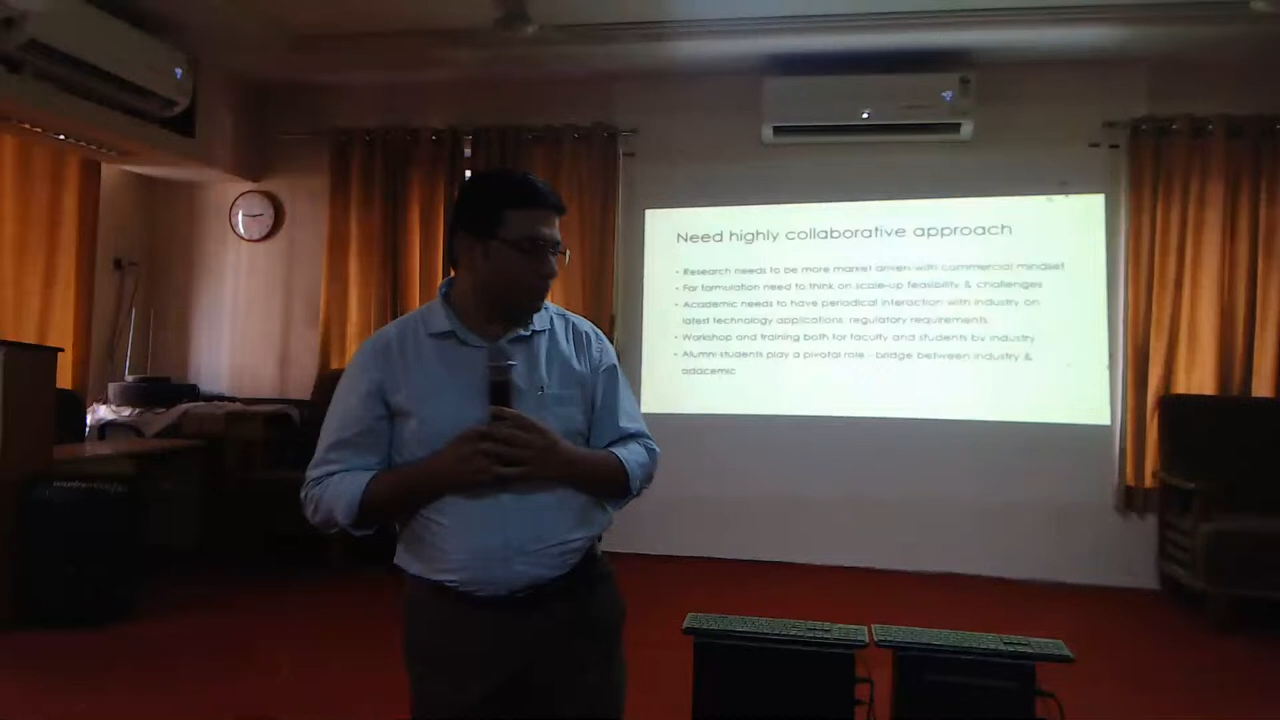 Need highly collaborative approach
• Research needs to be more market driven with commercial mindset
• For formulation need to think on scale-up feasibility & challenges
• Academic needs to have periodical interaction with industry on
latest technology applications, regulatory requirements
• Workshop and training both for faculty and students by industry
• Alumni-students play a pivotal role - bridge between industry &
adacemic